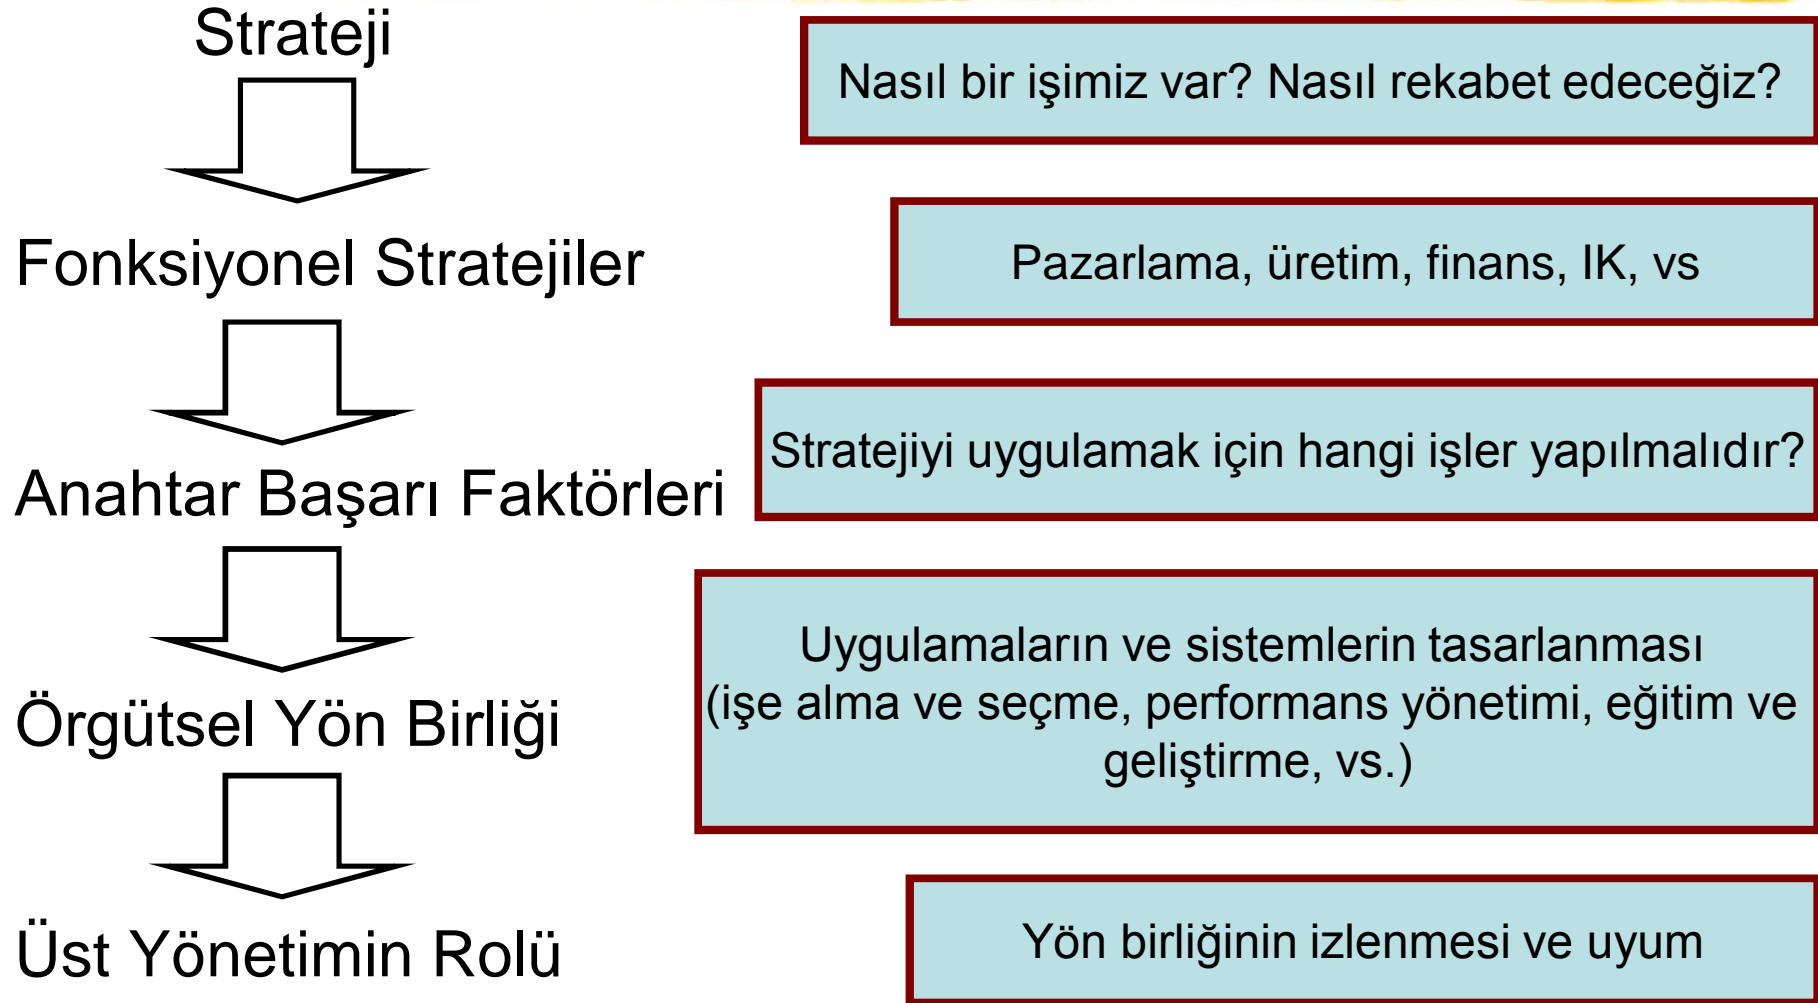 Strateji
Nasıl bir işimiz var? Nasıl rekabet edeceğiz?
Fonksiyonel Stratejiler
Pazarlama, üretim, finans, IK, vs
Anahtar Başarı Faktörleri
Stratejiyi uygulamak için hangi işler yapılmalıdır?
Örgütsel Yön Birliği
Uygulamaların ve sistemlerin tasarlanması
(işe alma ve seçme, performans yönetimi, eğitim ve
geliştirme, vs.)
Üst Yönetimin Rolü
Yön birliğinin izlenmesi ve uyum